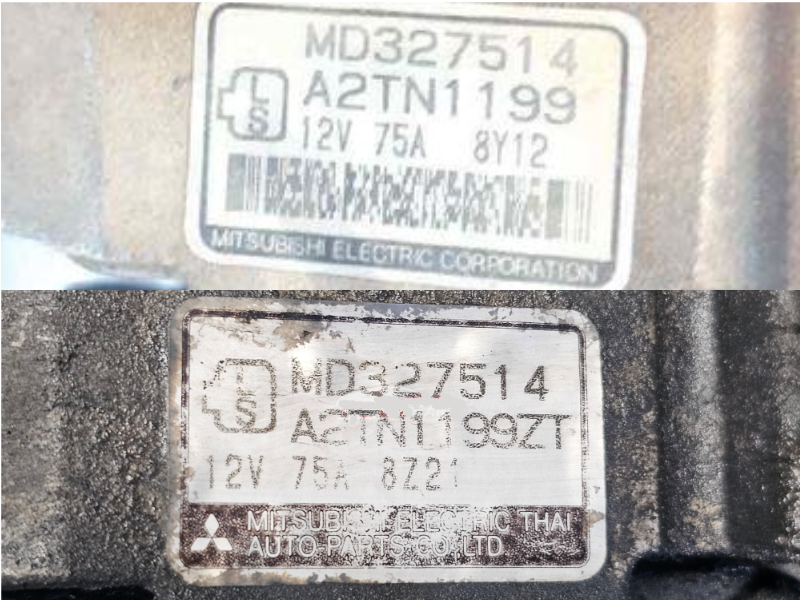 MD327514
L
A2TN1199
S
12V 75A 8Y12
MITSUBISHI ELECTRIC CORPORATION
MD327514
L
S
A2TN1199ZT
12V 75A 8Z21
MITSUBISHI ELECTRIC THAI
AUTO-PARTS CO.,LTD